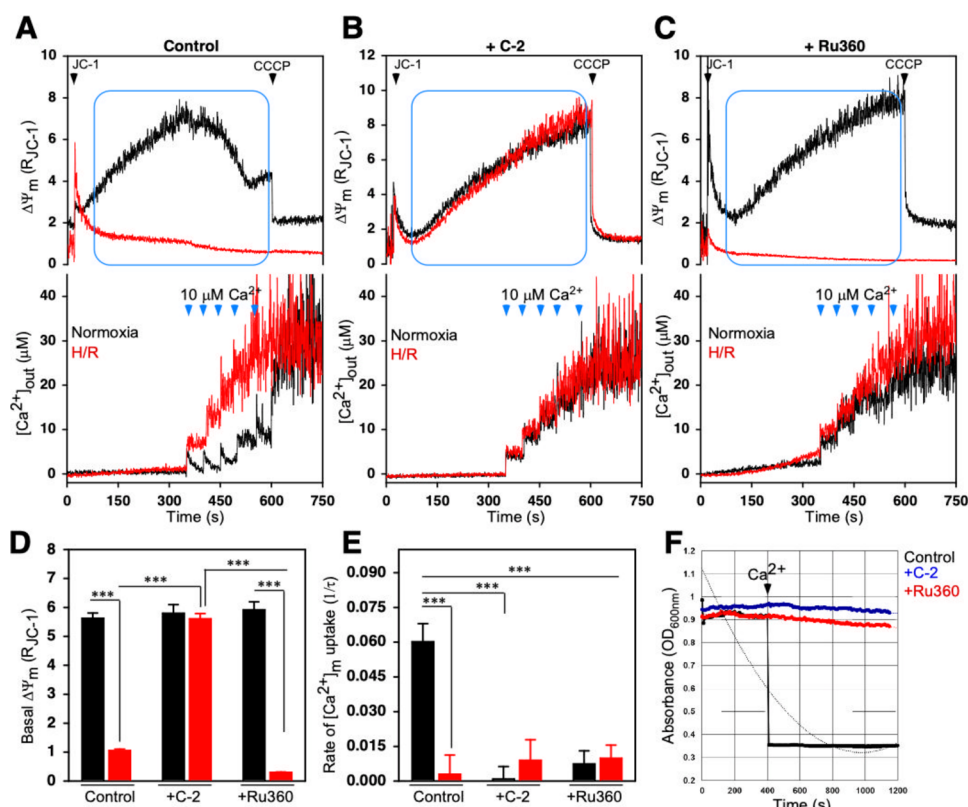 A
Control
JC-1
CCCP
ΔΨm (RJC-1)
10
8
6
4
2
0
10 μM Ca2+
Normoxia
H/R
[Ca2+]out (μM)
40
30
20
10
0
0 150 300 450 600 750
Time (s)
B
+ C-2
JC-1
CCCP
ΔΨm (RJC-1)
12
10
8
6
4
2
0
10 μM Ca2+
Normoxia
H/R
[Ca2+]out (μM)
40
30
20
10
0
0 150 300 450 600 750
Time (s)
C
+ Ru360
JC-1
CCCP
ΔΨm (RJC-1)
10
8
6
4
2
0
10 μM Ca2+
Normoxia
H/R
[Ca2+]out (μM)
40
30
20
10
0
0 150 300 450 600 750
Time (s)
D
Basal ΔΨm (RJC-1)
8
7
6
5
4
3
2
1
0
***
***
***
***
Control +C-2 +Ru360
E
Rate of [Ca2+]m uptake (1/τ)
0.090
0.075
0.060
0.045
0.030
0.015
0.000
***
***
***
Control +C-2 +Ru360
F
Control
+C-2
+Ru360
Ca2+
Absorbance (OD600nm)
1.2
1.1
1
0.9
0.8
0.7
0.6
0.5
0.4
0.3
0.2
0 200 400 600 800 1000 1200
Time (s)